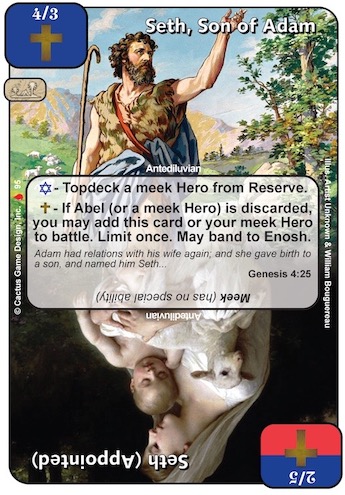 4/3
Seth, Son of Adam
Antediluvian
✡ - Topdeck a meek Hero from Reserve.
✝ - If Abel (or a meek Hero) is discarded,
you may add this card or your meek Hero
to battle. Limit once. May band to Enosh.
Adam had relations with his wife again; and she gave birth to
a son, and named him Seth...
Genesis 4:25
Meek (has no special ability)
Antediluvian
Seth (Appointed)
2/5
© Cactus Game Design, Inc. 95
Illus. Artist Unknown & William Bouguereau